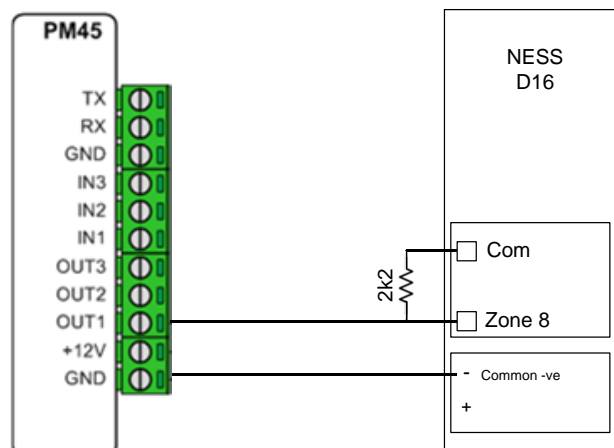 PM45
TX
RX
GND
IN3
IN2
IN1
OUT3
OUT2
OUT1
+12V
GND
NESS
D16
2k2
Com
Zone 8
- Common -ve
+